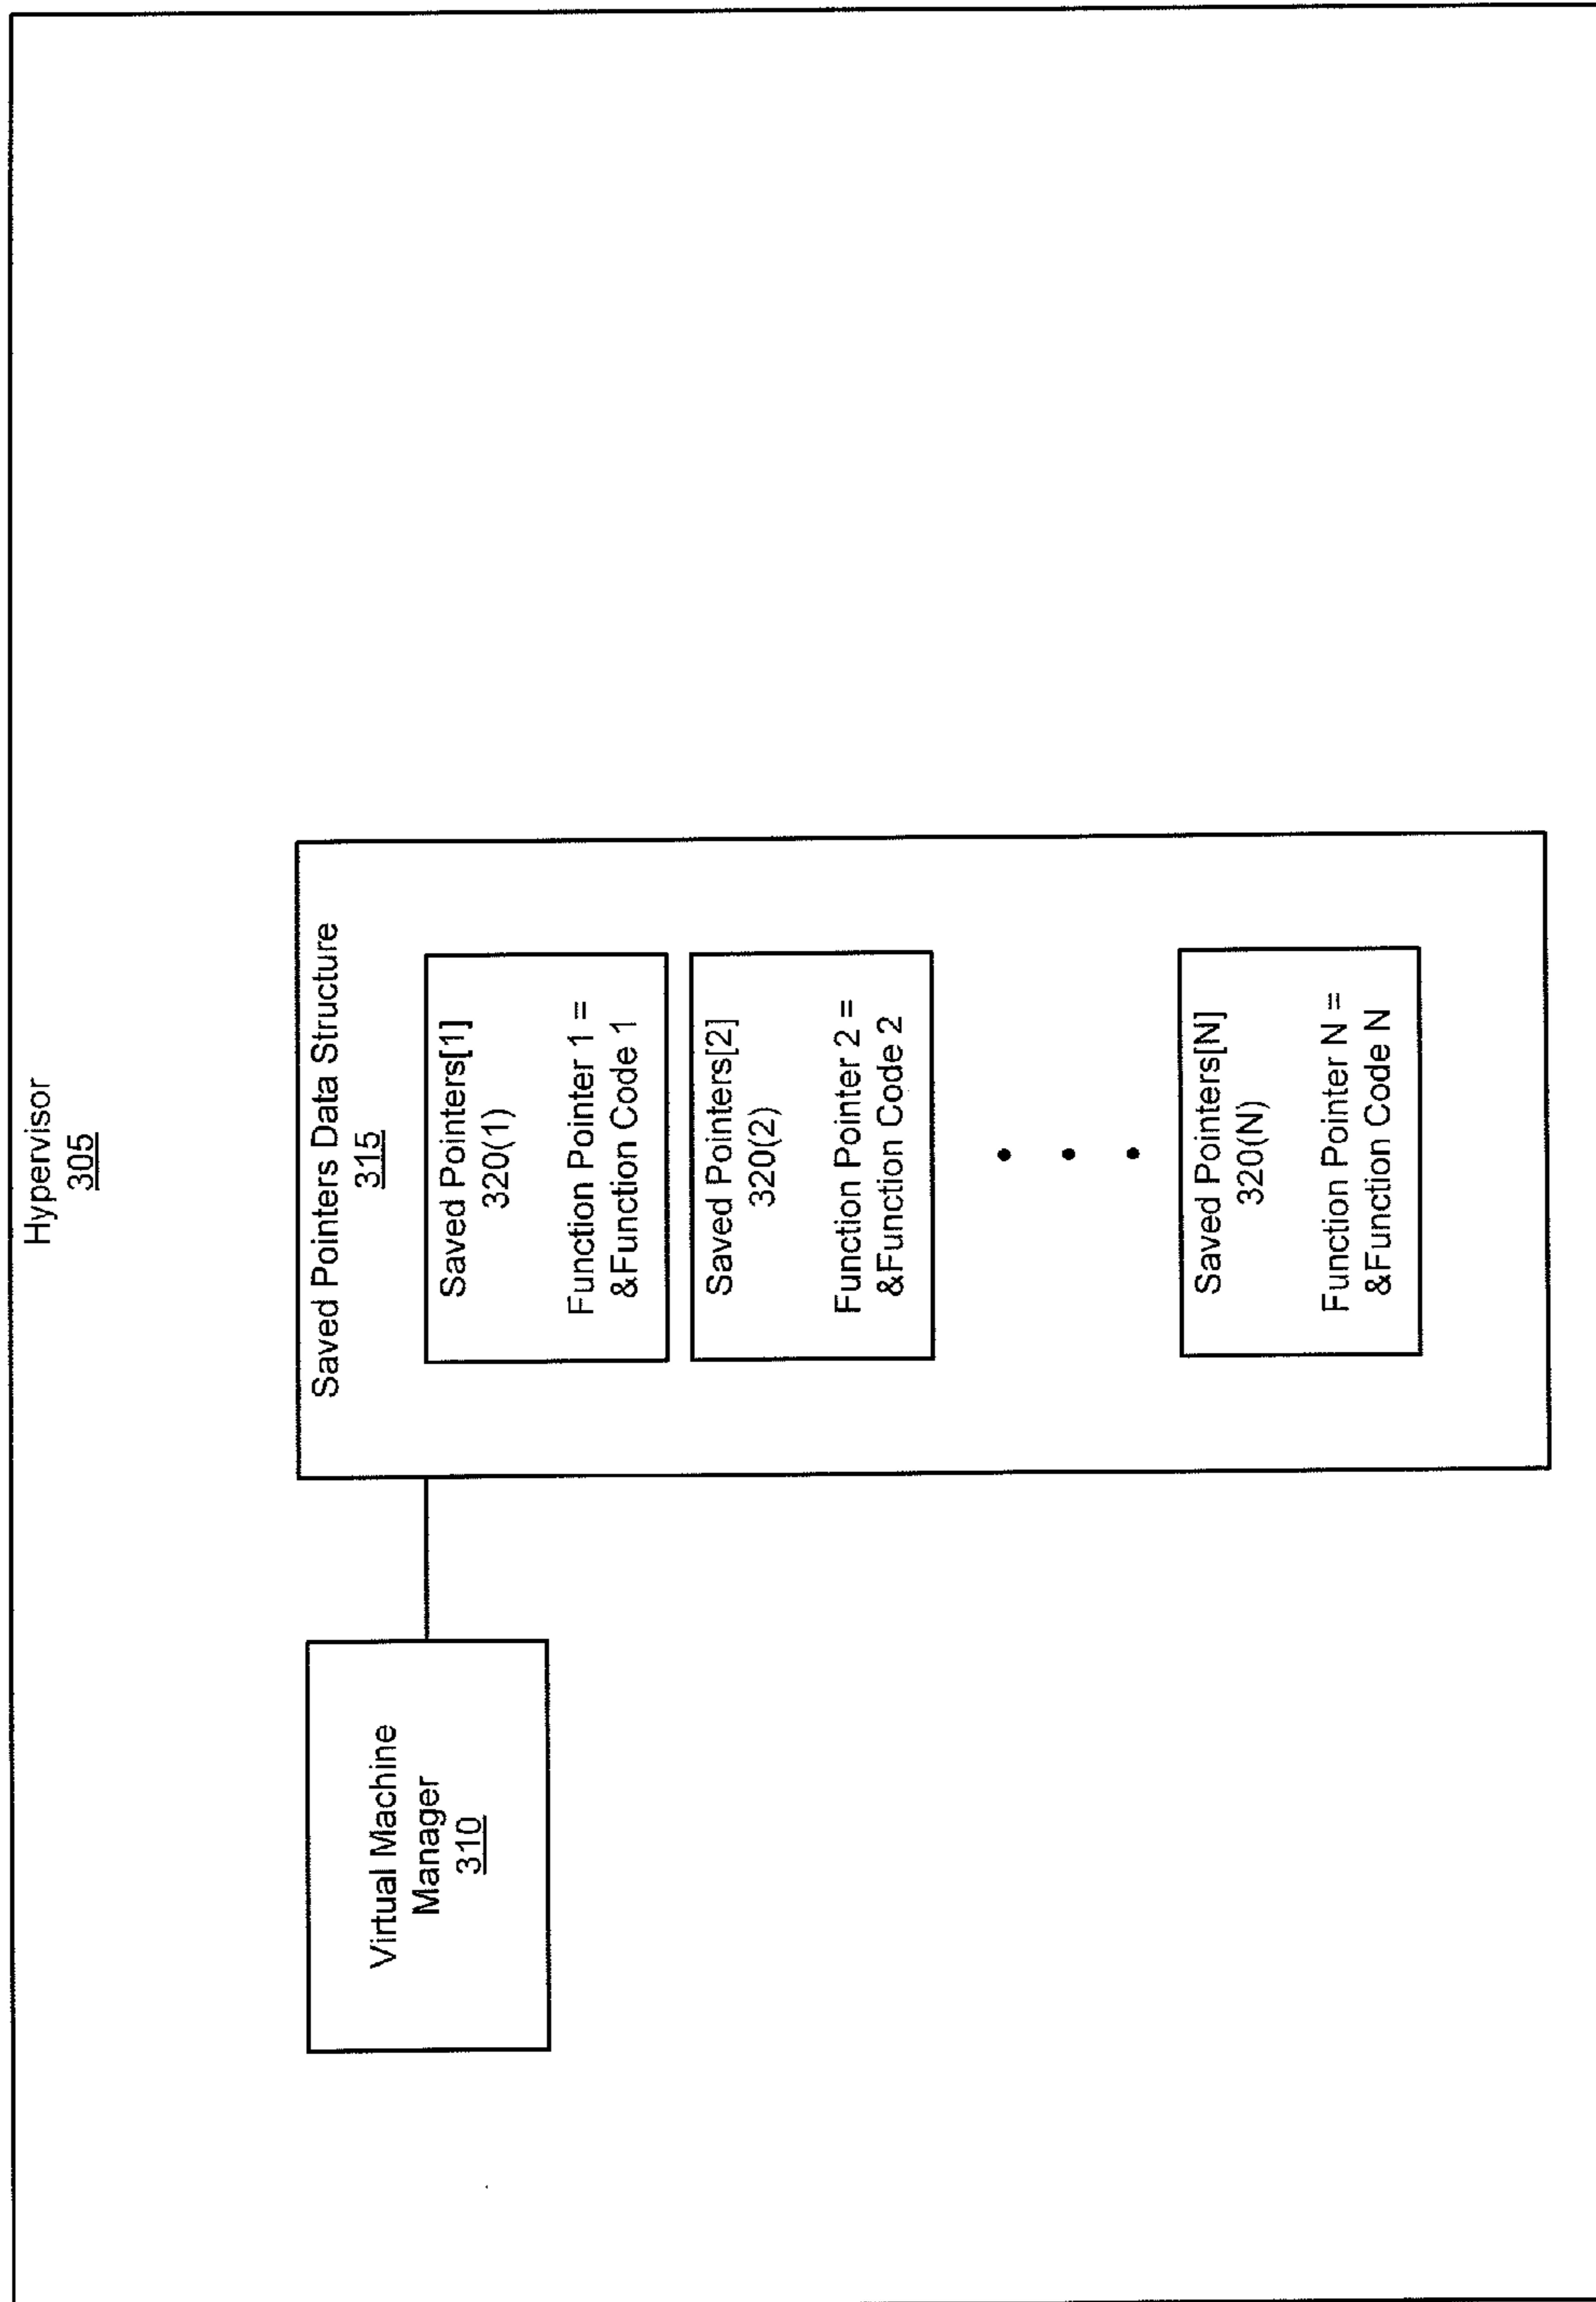 Hypervisor
305
Virtual Machine
Manager
310
Saved Pointers Data Structure
315
Saved Pointers[1]
320(1)
Function Pointer 1 =
&Function Code 1
Saved Pointers[2]
320(2)
Function Pointer 2 =
&Function Code 2
Saved Pointers[N]
320(N)
Function Pointer N =
&Function Code N